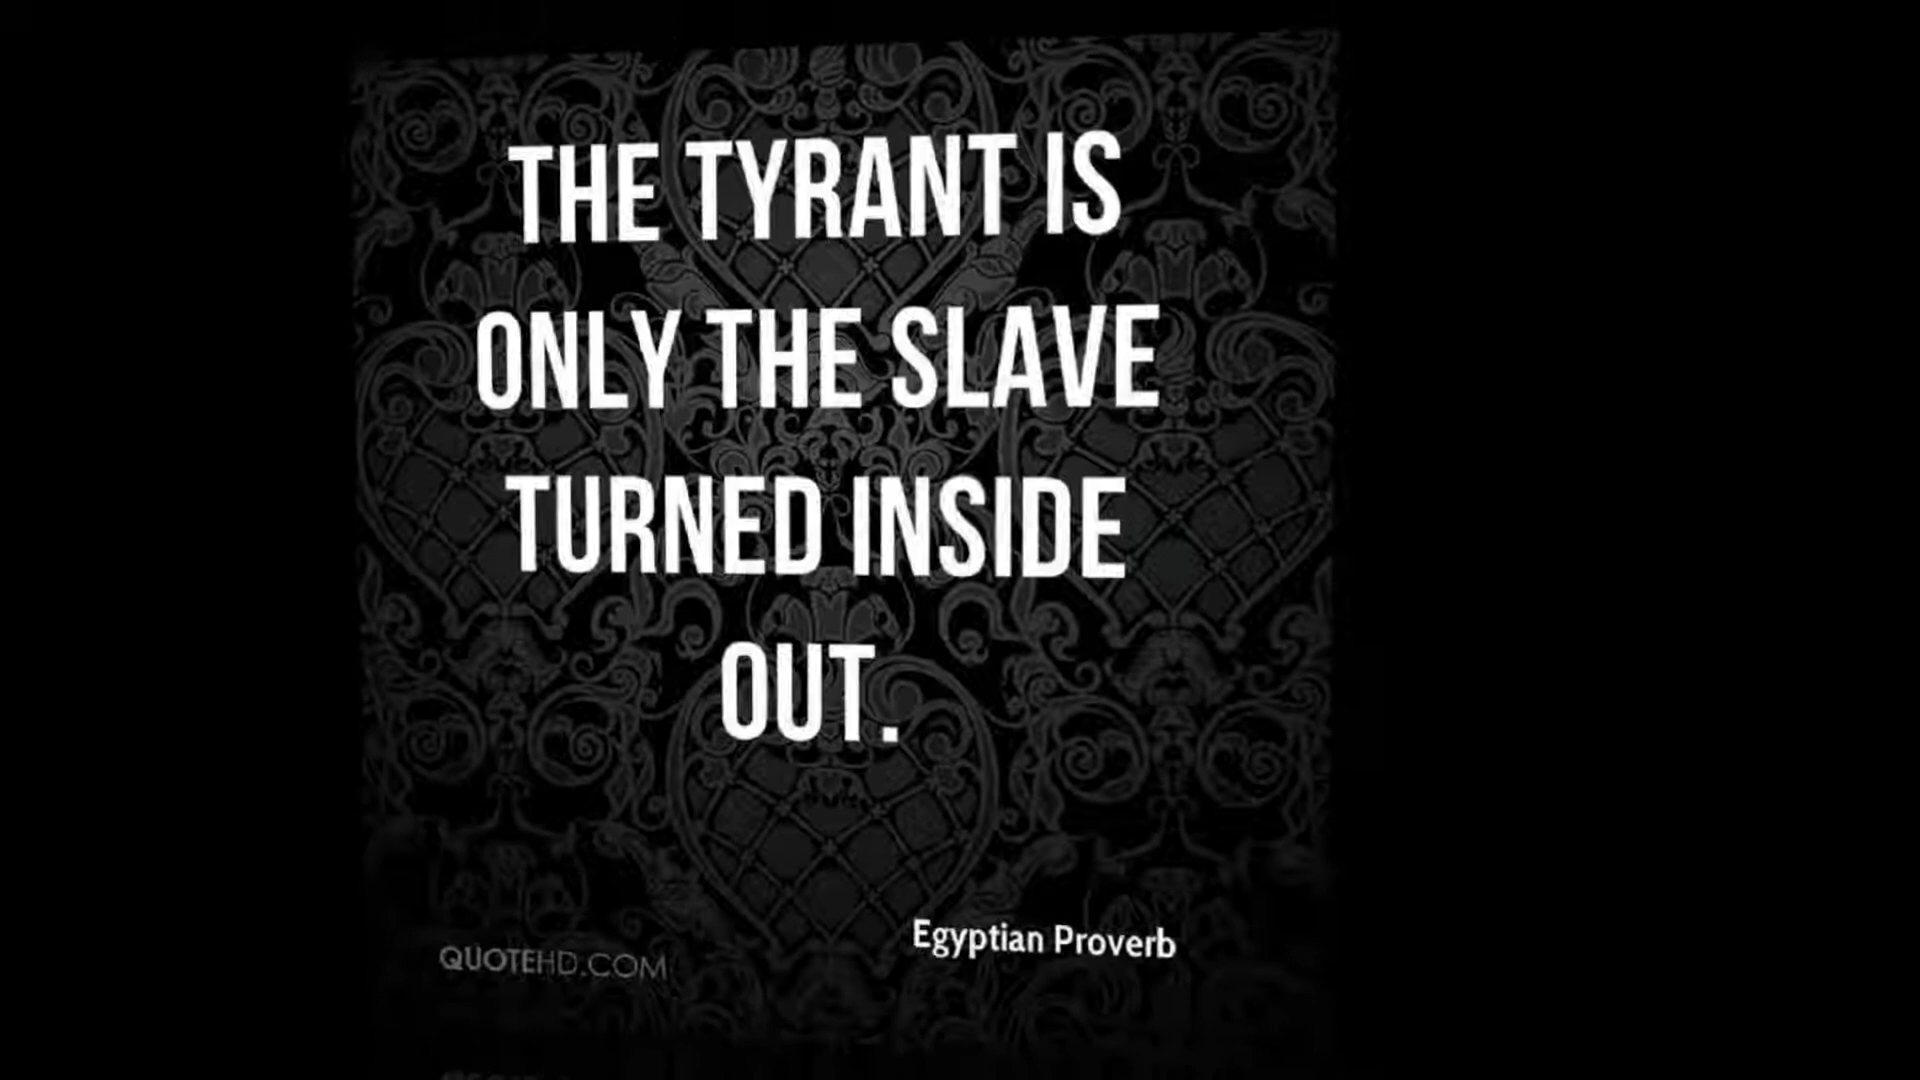 THE TYRANT IS
ONLY THE SLAVE
TURNED INSIDE
OUT.
Egyptian Proverb
QUOTEHD.COM